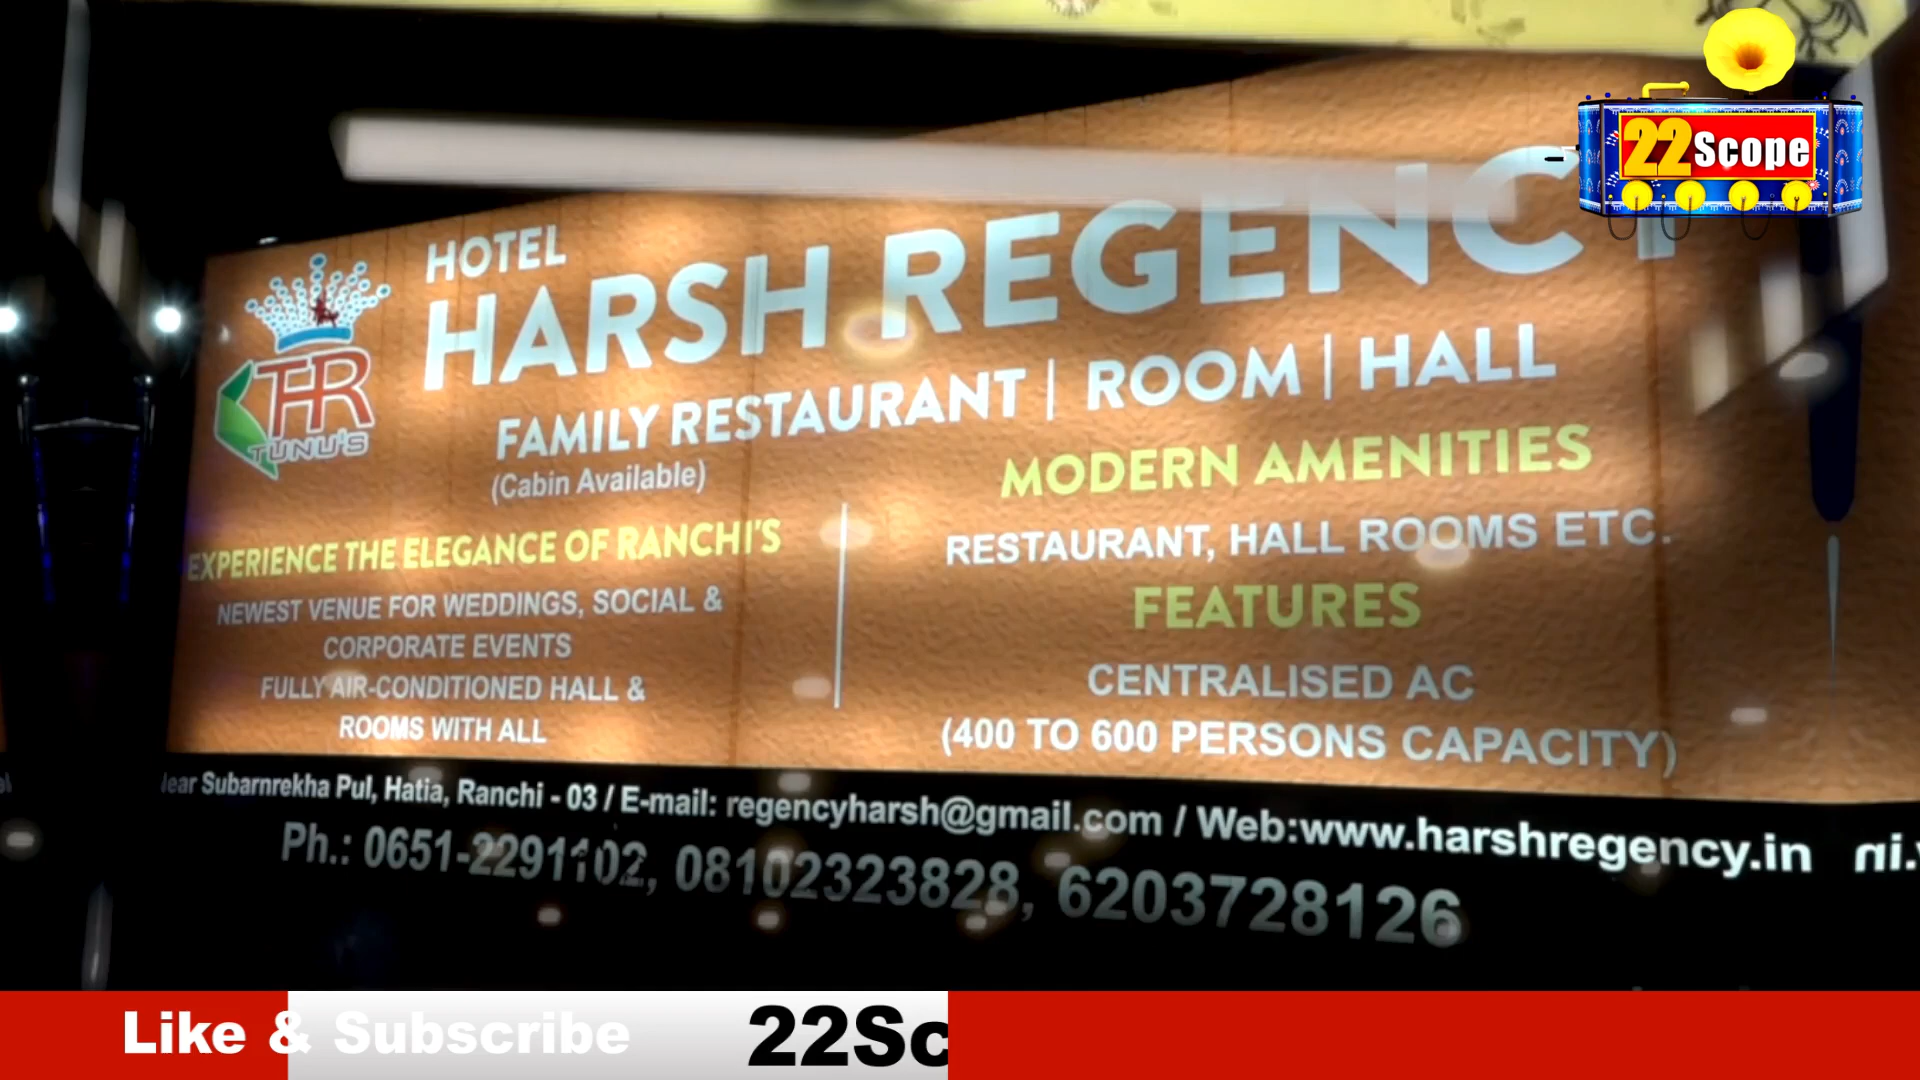 22Scope
HOTEL
HARSH REGENCY
THR
TUNU'S
FAMILY RESTAURANT | ROOM | HALL
(Cabin Available)
EXPERIENCE THE ELEGANCE OF RANCHI'S
NEWEST VENUE FOR WEDDINGS, SOCIAL &
CORPORATE EVENTS
FULLY AIR-CONDITIONED HALL &
ROOMS WITH ALL
MODERN AMENITIES
RESTAURANT, HALL ROOMS ETC.
FEATURES
CENTRALISED AC
(400 TO 600 PERSONS CAPACITY)
Subarnrekha Pul, Hatia, Ranchi - 03 / E-mail: regencyharsh@gmail.com / Web:www.harshregency.in
Ph.: 0651-2291102, 08102323828, 6203728126
Like & Subscribe 22Sc